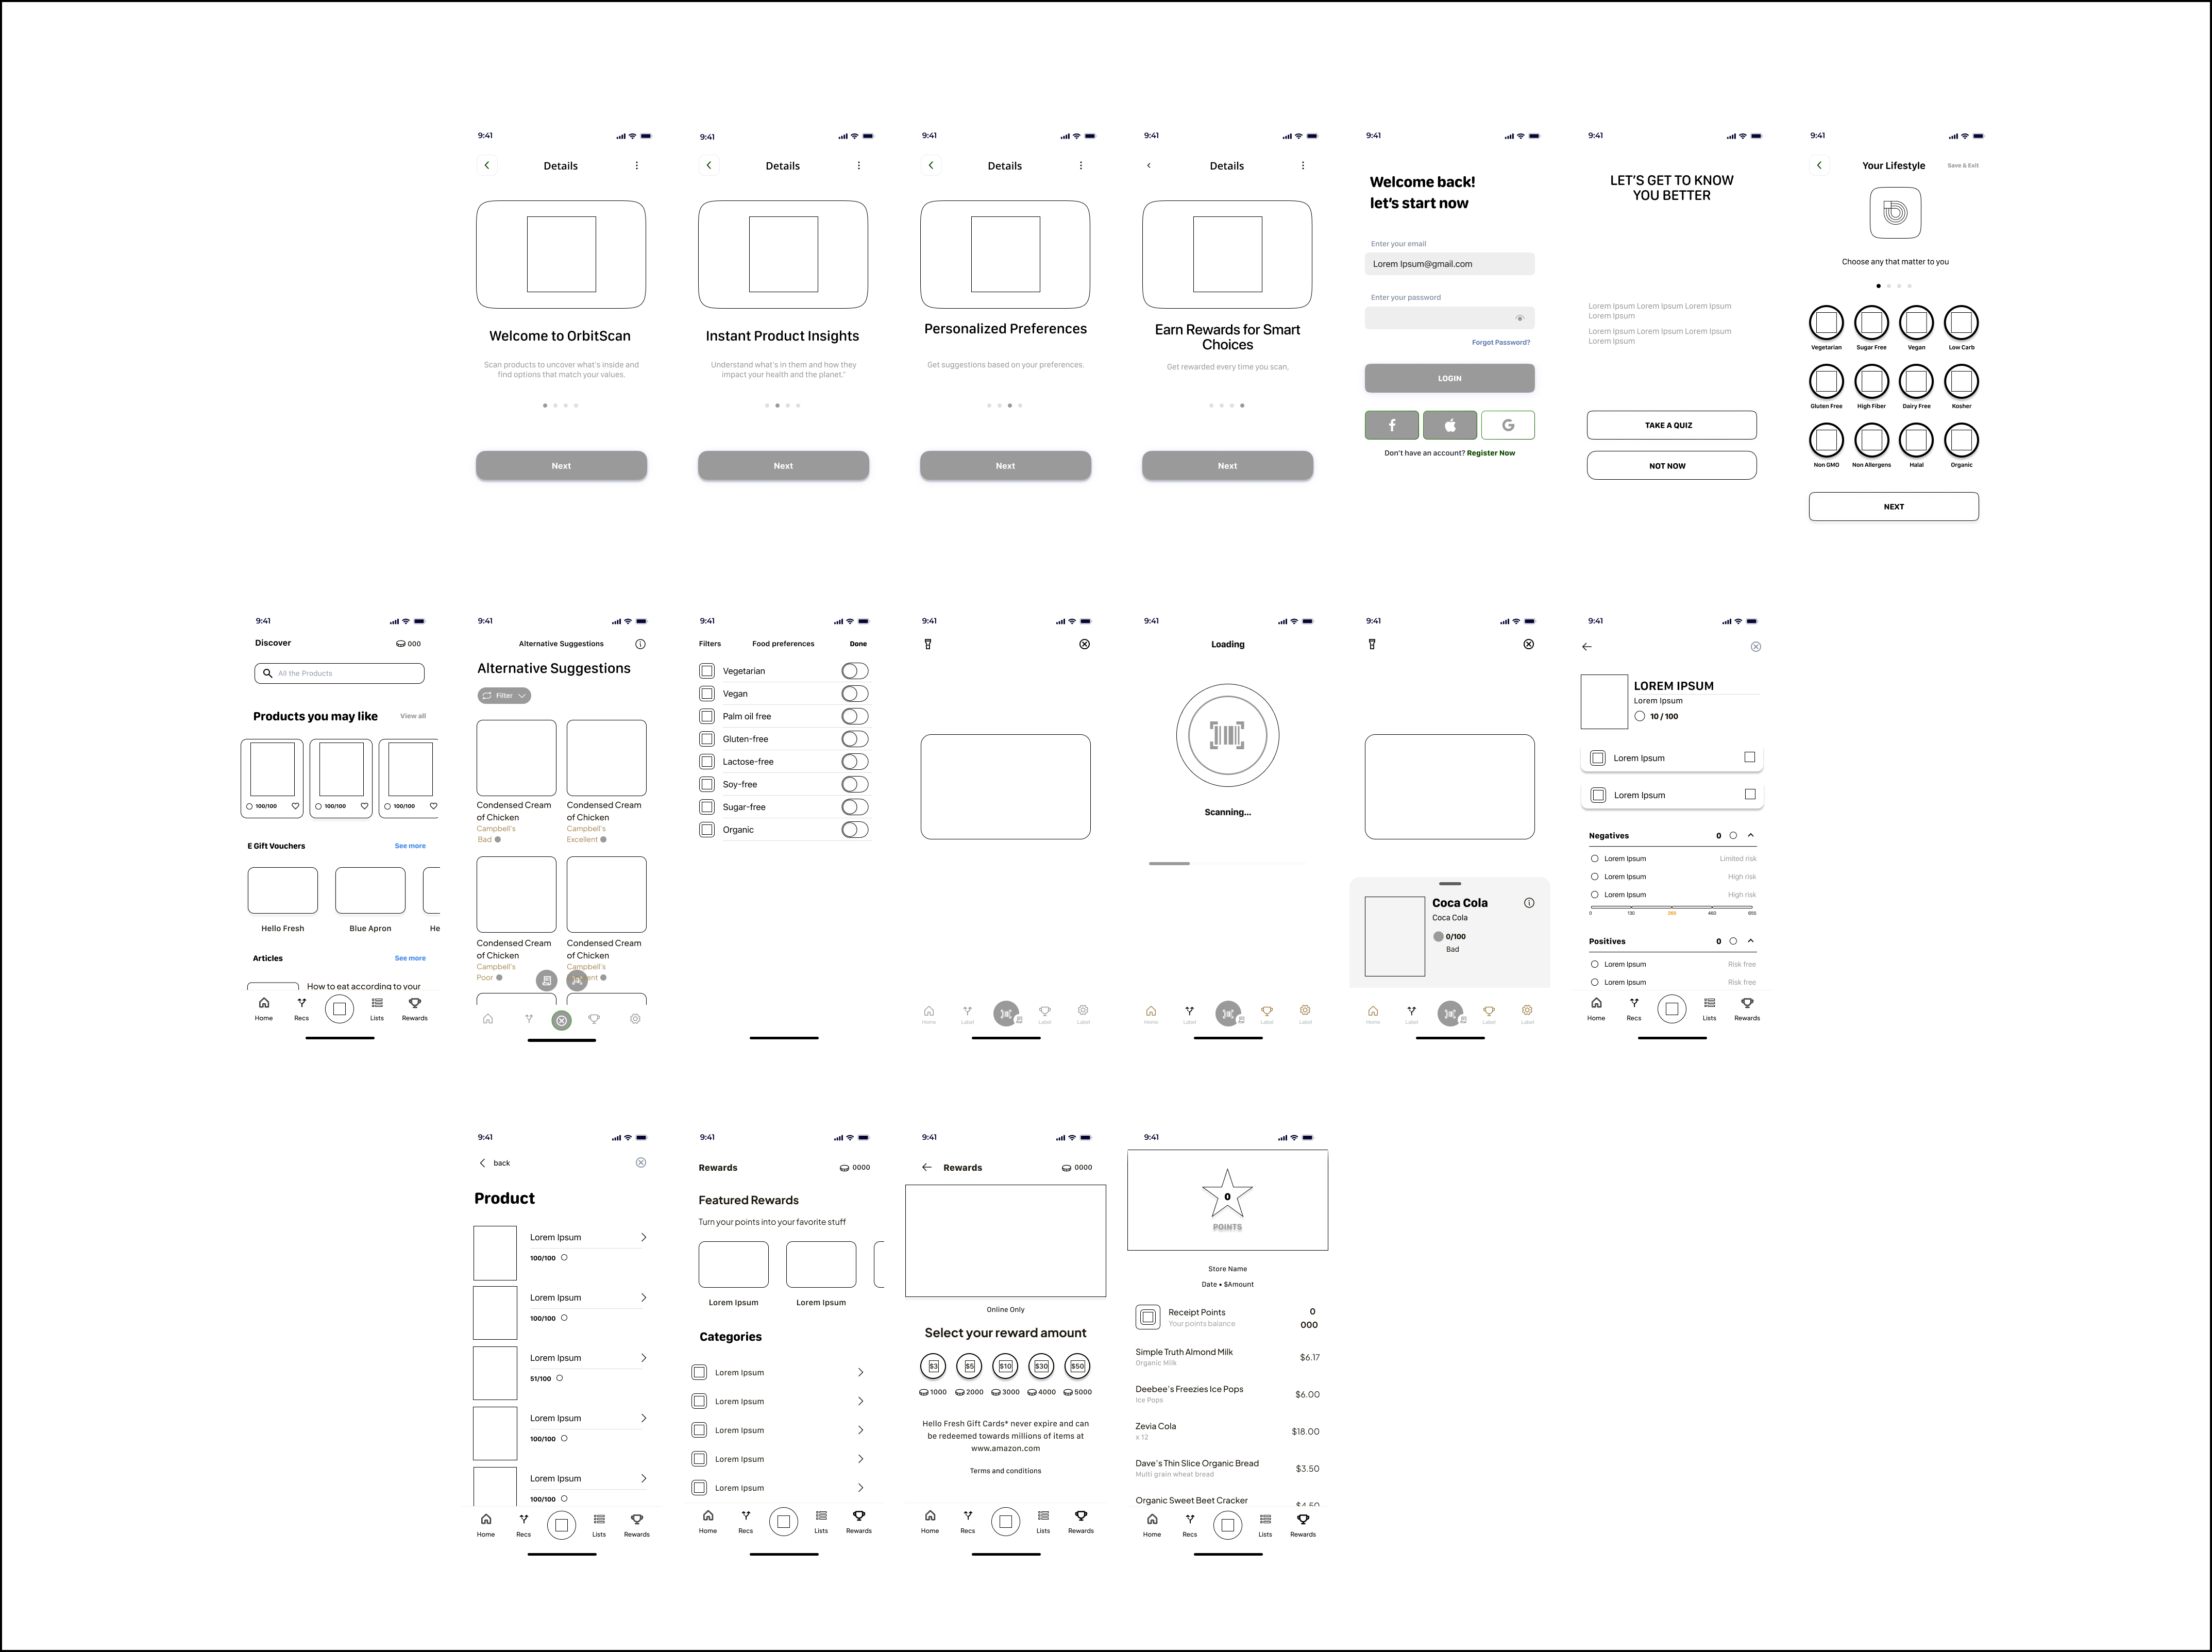 9:41
Details
Welcome to OrbitScan
Scan products to uncover what's inside and
find options that match your values.
Next
9:41
Details
Instant Product Insights
Understand what's in them and how they
impact your health and the planet."
Next
9:41
Details
Personalized Preferences
Get suggestions based on your preferences.
Next
9:41
Details
Earn Rewards for Smart
Choices
Get rewarded every time you scan,
Next
9:41
Welcome back!
let's start now
Enter your email
Lorem Ipsum@gmail.com
Enter your password
Forgot Password?
LOGIN
Don't have an account? Register Now
9:41
LET'S GET TO KNOW
YOU BETTER
Lorem Ipsum Lorem Ipsum Lorem Ipsum
Lorem Ipsum
Lorem Ipsum Lorem Ipsum Lorem Ipsum
Lorem Ipsum
TAKE A QUIZ
NOT NOW
9:41
Your Lifestyle
Save & Exit
Choose any that matter to you
Vegetarian Sugar Free Vegan Low Carb
Gluten Free High Fiber Dairy Free Kosher
Non GMO Non Allergens Halal Organic
NEXT
9:41
Discover 000
All the Products
Products you may like View all
100/100 100/100 100/100
E Gift Vouchers See more
Hello Fresh Blue Apron He
Articles See more
How to eat according to your
Home Recs Lists Rewards
9:41
Alternative Suggestions
Alternative Suggestions
Filter
Condensed Cream
of Chicken
Campbell's
Bad
Condensed Cream
of Chicken
Campbell's
Excellent
Condensed Cream
of Chicken
Campbell's
Poor
Condensed Cream
of Chicken
Campbell's
9:41
Filters Food preferences Done
Vegetarian
Vegan
Palm oil free
Gluten-free
Lactose-free
Soy-free
Sugar-free
Organic
9:41
Home Label Label Label
9:41
Loading
Scanning...
Home Label Label Label
9:41
Coca Cola
Coca Cola
0/100
Bad
Home Label Label Label
9:41
LOREM IPSUM
Lorem Ipsum
10 / 100
Lorem Ipsum
Lorem Ipsum
Negatives 0
Lorem Ipsum Limited risk
Lorem Ipsum High risk
Lorem Ipsum High risk
0 130 260 460 655
Positives 0
Lorem Ipsum Risk free
Lorem Ipsum Risk free
Home Recs Lists Rewards
9:41
back
Product
Lorem Ipsum
100/100
Lorem Ipsum
100/100
Lorem Ipsum
51/100
Lorem Ipsum
100/100
Lorem Ipsum
100/100
Home Recs Lists Rewards
9:41
Rewards 0000
Featured Rewards
Turn your points into your favorite stuff
Lorem Ipsum Lorem Ipsum
Categories
Lorem Ipsum
Lorem Ipsum
Lorem Ipsum
Lorem Ipsum
Lorem Ipsum
Home Recs Lists Rewards
9:41
Rewards 0000
Online Only
Select your reward amount
$3 $5 $10 $30 $50
1000 2000 3000 4000 5000
Hello Fresh Gift Cards* never expire and can
be redeemed towards millions of items at
www.amazon.com
Terms and conditions
Home Recs Lists Rewards
9:41
0
POINTS
Store Name
Date • $Amount
Receipt Points 0
Your points balance 000
Simple Truth Almond Milk $6.17
Organic Milk
Deebee's Freezies Ice Pops $6.00
Ice Pops
Zevia Cola $18.00
x 12
Dave's Thin Slice Organic Bread $3.50
Multi grain wheat bread
Organic Sweet Beet Cracker $4.50
Home Recs Lists Rewards